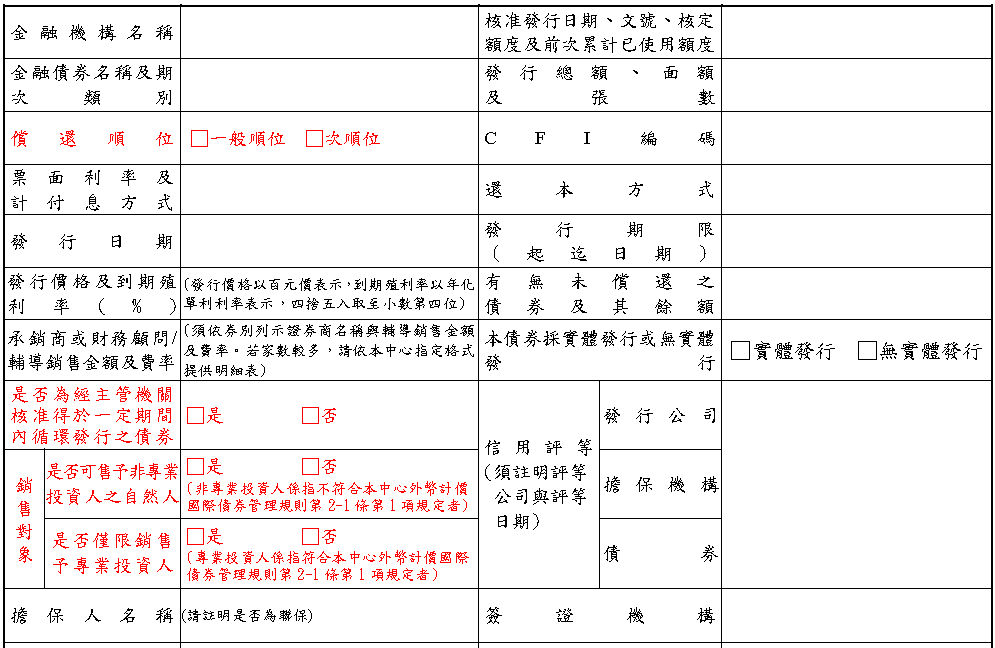 金融機構名稱
核准發行日期、文號、核定
額度及前次累計已使用額度
金融債券名稱及期
次類別
發行總額、面額
及張數
償還順位
□一般順位 □次順位
CFI編碼
票面利率及
計付息方式
還本方式
發行日期
發行期限
(起迄日期)
發行價格及到期殖
利率(%)
(發行價格以百元價表示，到期殖利率以年化
單利利率表示，四捨五入取至小數第四位)
有無未償還之
債券及其餘額
承銷商或財務顧問/
輔導銷售金額及費率
(須依券別列示證券商名稱與輔導銷售金額
及費率。若家數較多，請依本中心指定格式
提供明細表)
本債券採實體發行或無實體
發行
□實體發行 □無實體發行
是否為經主管機關
核准得於一定期間
內循環發行之債券
□是 □否
信用評等
(須註明評等
公司與評等
日期)
發行公司
銷售對象
是否可售予非專業
投資人之自然人
□是 □否
(非專業投資人係指不符合本中心外幣計價
國際債券管理規則第2-1條第1項規定者)
擔保機構
是否僅限銷售
予專業投資人
□是 □否
(專業投資人係指符合本中心外幣計價國際
債券管理規則第2-1條第1項規定者)
債券
擔保人名稱
(請註明是否為聯保)
簽證機構